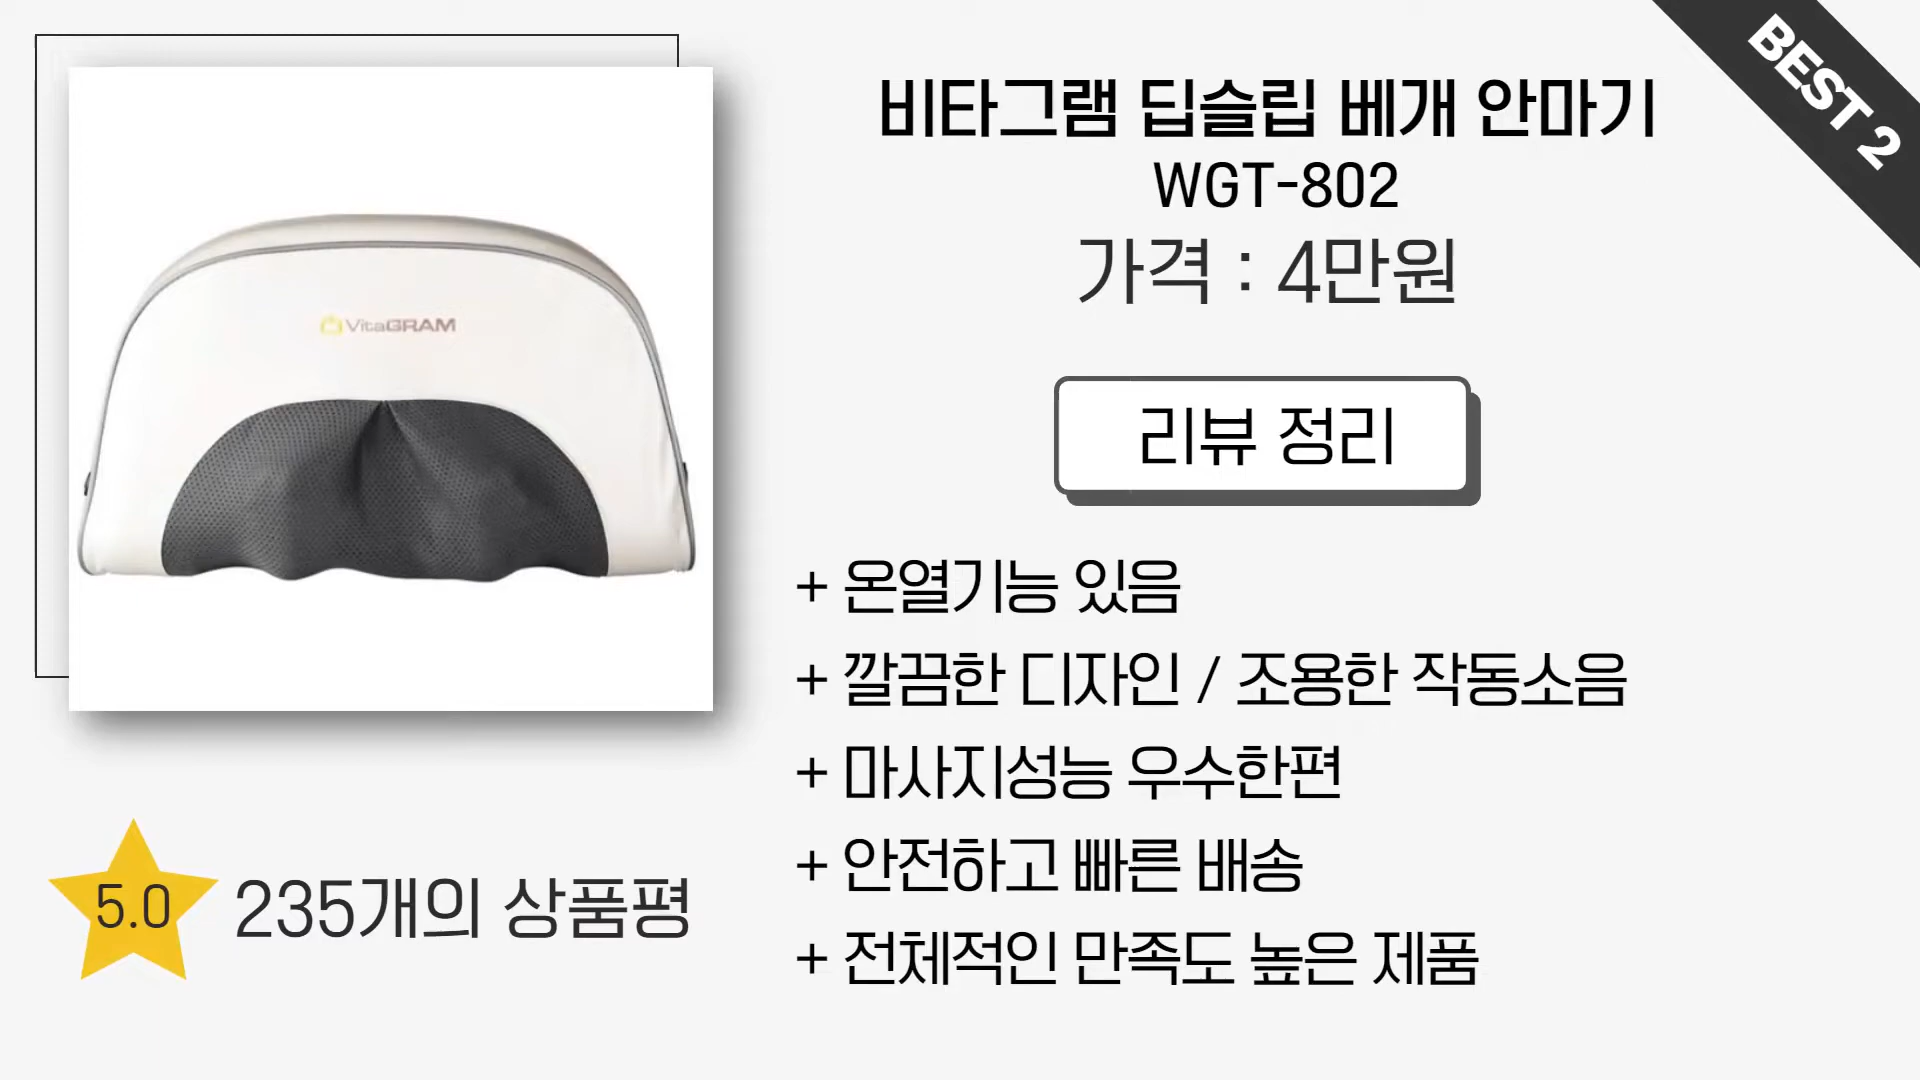 BEST 2
비타그램 딥슬립 베개 안마기
WGT-802
가격 : 4만원
VitaGRAM
리뷰 정리
+ 온열기능 있음
+ 깔끔한 디자인 / 조용한 작동소음
+ 마사지성능 우수한편
+ 안전하고 빠른 배송
+ 전체적인 만족도 높은 제품
5.0 235개의 상품평